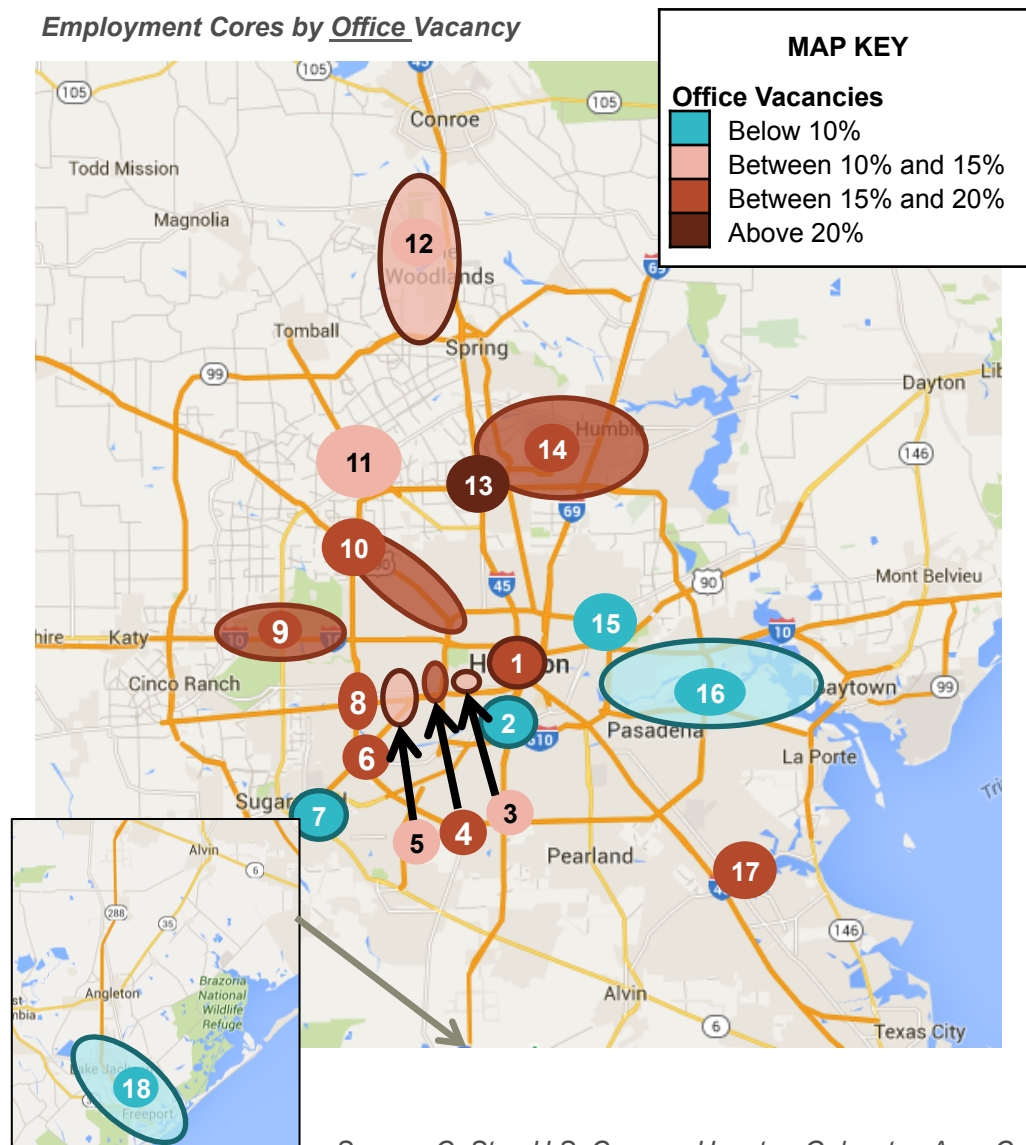 Employment Cores by Office Vacancy
MAP KEY
Office Vacancies
Below 10%
Between 10% and 15%
Between 15% and 20%
Above 20%
105
45
105
105
Conroe
Todd Mission
Magnolia
12
Woodlands
69
Tomball
Spring
99
Dayton
Humble
14
11
146
13
69
10
90
45
90
Mont Belvieu
15
10
9
10
Katy
1
Cinco Ranch
16
Baytown
99
8
2
610
Pasadena
6
La Porte
7
5
4
3
Pearland
17
45
Alvin
6
288
35
146
Angleton
Brazoria
National
Wildlife
Refuge
Alvin
6
Texas City
18
Freeport